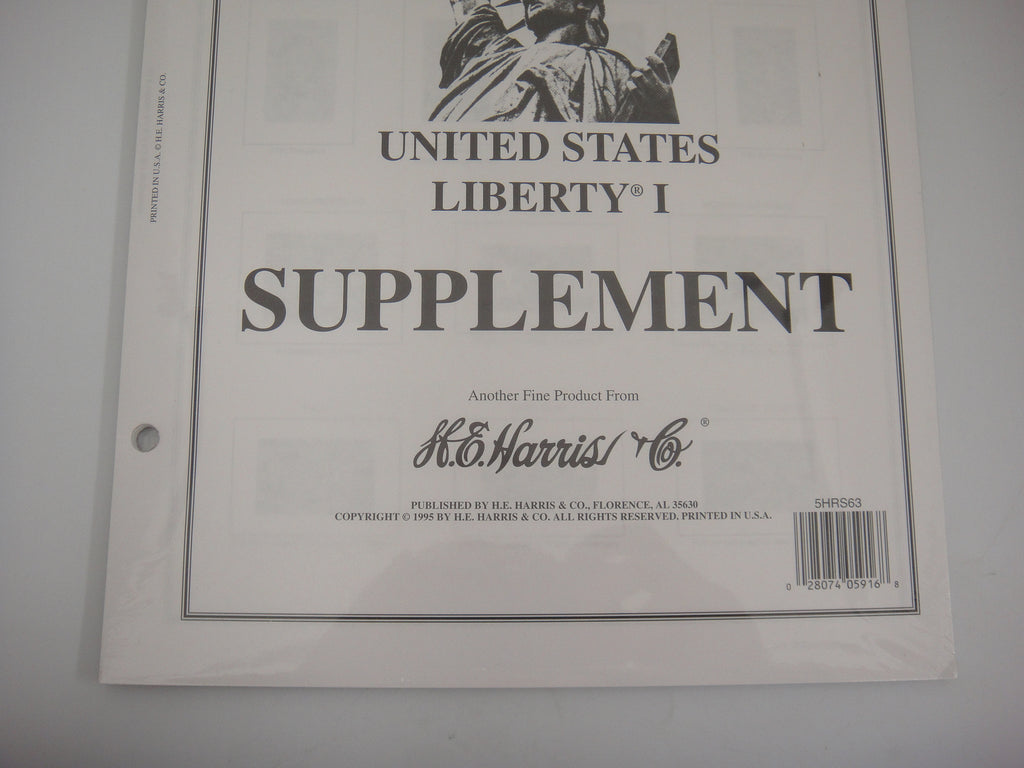 PRINTED IN U.S.A. © H.E. HARRIS & CO.
UNITED STATES
LIBERTY® I
SUPPLEMENT
Another Fine Product From
H.E. Harris & Co.®
PUBLISHED BY H.E. HARRIS & CO., FLORENCE, AL 35630
COPYRIGHT © 1995 BY H.E. HARRIS & CO. ALL RIGHTS RESERVED. PRINTED IN U.S.A.
5HRS63
0 28074 05916 8